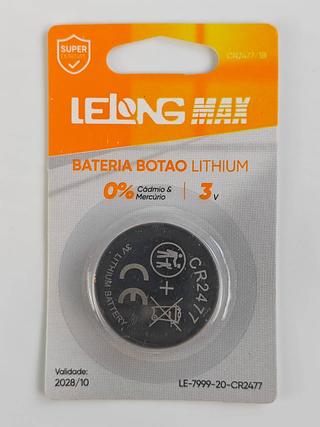 SUPER
CR2477/1B
LELONG MAX
BATERIA BOTAO LITHIUM
0% Cádmio & Mercúrio 3V
CR2477
+
CE
3V LITHIUM BATTERY
Validade:
2028/10
LE-7999-20-CR2477